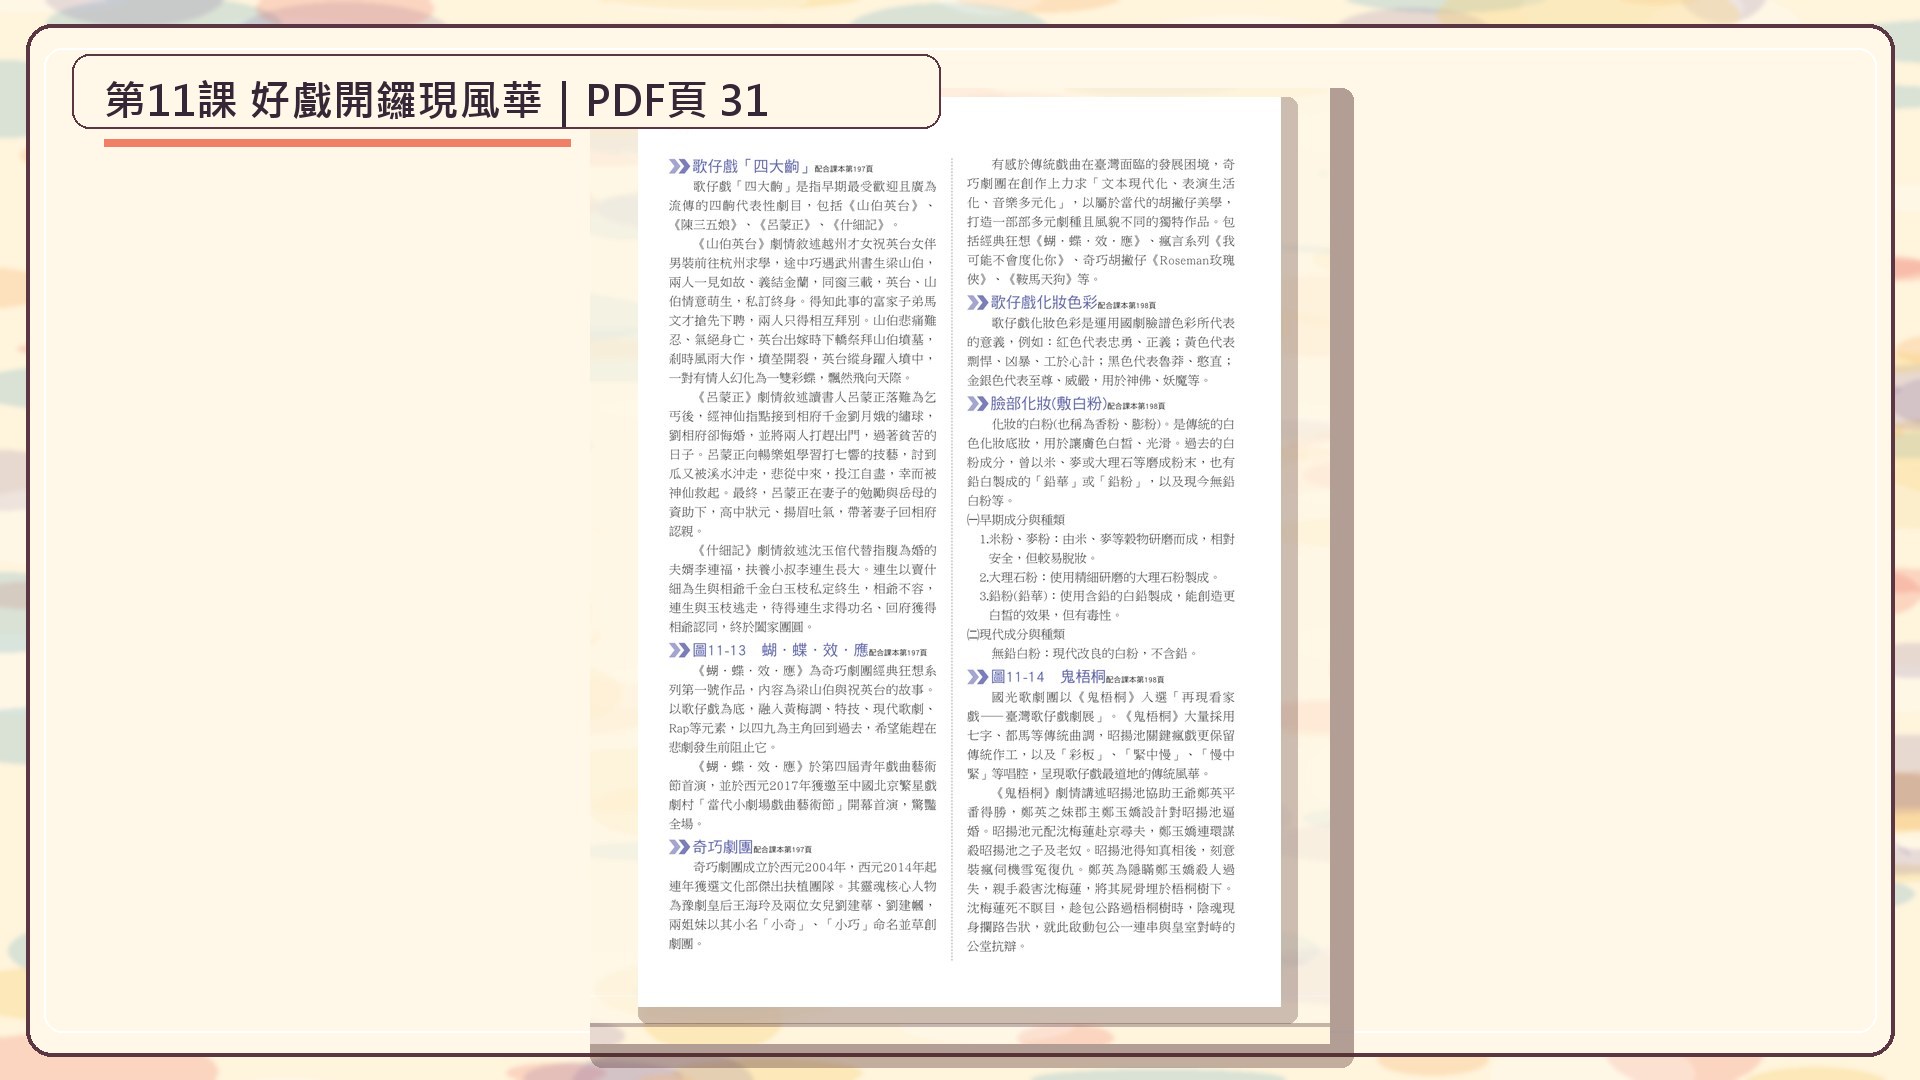 第11課 好戲開鑼現風華 | PDF頁 31
歌仔戲「四大齣」配合課本第197頁
歌仔戲「四大齣」是指早期最受歡迎且廣為
流傳的四齣代表性劇目,包括《山伯英台》、
《陳三五娘》、《呂蒙正》、《什細記》。
《山伯英台》劇情敘述越州才女祝英台女伴
男裝前往杭州求學,途中巧遇武州書生梁山伯,
兩人一見如故、義結金蘭,同窗三載,英台、山
伯情意萌生,私訂終身。得知此事的富家子弟馬
文才搶先下聘,兩人只得相互拜別。山伯悲痛難
忍、氣絕身亡,英台出嫁時下轎祭拜山伯墳墓,
剎時風雨大作,墳塋開裂,英台縱身躍入墳中,
一對有情人幻化為一雙彩蝶,飄然飛向天際。
《呂蒙正》劇情敘述讀書人呂蒙正落難為乞
丐後,經神仙指點接到相府千金劉月娥的繡球,
劉相府卻悔婚,並將兩人打趕出門,過著貧苦的
日子。呂蒙正向暢樂姐學習打七響的技藝,討到
瓜又被溪水沖走,悲從中來,投江自盡,幸而被
神仙救起。最終,呂蒙正在妻子的勉勵與岳母的
資助下,高中狀元、揚眉吐氣,帶著妻子回相府
認親。
《什細記》劇情敘述沈玉倌代替指腹為婚的
夫婿李連福,扶養小叔李連生長大。連生以賣什
細為生與相爺千金白玉枝私定終生,相爺不容,
連生與玉枝逃走,待得連生求得功名、回府獲得
相爺認同,終於闔家團圓。
圖11-13 蝴·蝶·效·應配合課本第197頁
《蝴·蝶·效·應》為奇巧劇團經典狂想系
列第一號作品,內容為梁山伯與祝英台的故事。
以歌仔戲為底,融入黃梅調、特技、現代歌劇、
Rap等元素,以四九為主角回到過去,希望能趕在
悲劇發生前阻止它。
《蝴·蝶·效·應》於第四屆青年戲曲藝術
節首演,並於西元2017年獲邀至中國北京繁星戲
劇村「當代小劇場戲曲藝術節」開幕首演,驚豔
全場。
奇巧劇團配合課本第197頁
奇巧劇團成立於西元2004年,西元2014年起
連年獲選文化部傑出扶植團隊。其靈魂核心人物
為豫劇皇后王海玲及兩位女兒劉建華、劉建幗,
兩姐妹以其小名「小奇」、「小巧」命名並草創
劇團。
有感於傳統戲曲在臺灣面臨的發展困境,奇
巧劇團在創作上力求「文本現代化、表演生活
化、音樂多元化」,以屬於當代的胡撇仔美學,
打造一部部多元劇種且風貌不同的獨特作品。包
括經典狂想《蝴·蝶·效·應》、瘋言系列《我
可能不會度化你》、奇巧胡撇仔《Roseman玫瑰
俠》、《鞍馬天狗》等。
歌仔戲化妝色彩配合課本第198頁
歌仔戲化妝色彩是運用國劇臉譜色彩所代表
的意義,例如:紅色代表忠勇、正義;黃色代表
剽悍、凶暴、工於心計;黑色代表魯莽、憨直;
金銀色代表至尊、威嚴,用於神佛、妖魔等。
臉部化妝(敷白粉)配合課本第198頁
化妝的白粉(也稱為香粉、膨粉)。是傳統的白
色化妝底妝,用於讓膚色白皙、光滑。過去的白
粉成分,曾以米、麥或大理石等磨成粉末,也有
鉛白製成的「鉛華」或「鉛粉」,以及現今無鉛
白粉等。
㈠早期成分與種類
1.米粉、麥粉:由米、麥等穀物研磨而成,相對
安全,但較易脫妝。
2.大理石粉:使用精細研磨的大理石粉製成。
3.鉛粉(鉛華):使用含鉛的白鉛製成,能創造更
白皙的效果,但有毒性。
㈡現代成分與種類
無鉛白粉:現代改良的白粉,不含鉛。
圖11-14 鬼梧桐配合課本第198頁
國光歌劇團以《鬼梧桐》入選「再現看家
戲——臺灣歌仔戲劇展」。《鬼梧桐》大量採用
七字、都馬等傳統曲調,昭揚池關鍵瘋戲更保留
傳統作工,以及「彩板」、「緊中慢」、「慢中
緊」等唱腔,呈現歌仔戲最道地的傳統風華。
《鬼梧桐》劇情講述昭揚池協助王爺鄭英平
番得勝,鄭英之妹郡主鄭玉嬌設計對昭揚池逼
婚。昭揚池元配沈梅蓮赴京尋夫,鄭玉嬌連環謀
殺昭揚池之子及老奴。昭揚池得知真相後,刻意
裝瘋伺機雪冤復仇。鄭英為隱瞞鄭玉嬌殺人過
失,親手殺害沈梅蓮,將其屍骨埋於梧桐樹下。
沈梅蓮死不瞑目,趁包公路過梧桐樹時,陰魂現
身攔路告狀,就此啟動包公一連串與皇室對峙的
公堂抗辯。